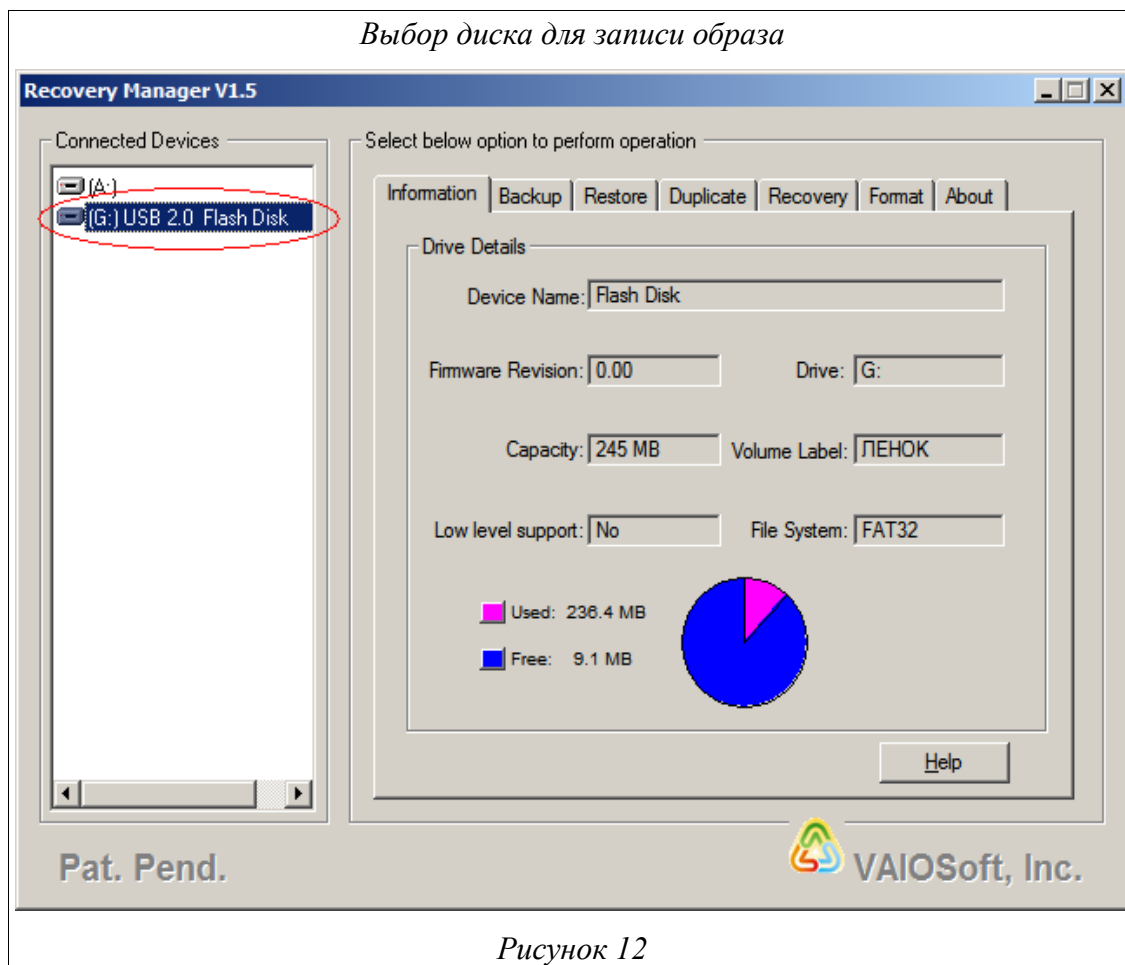 Выбор диска для записи образа
Recovery Manager V1.5
Connected Devices
(A:)
(G:) USB 2.0 Flash Disk
Select below option to perform operation
Information Backup Restore Duplicate Recovery Format About
Drive Details
Device Name: Flash Disk
Firmware Revision: 0.00 Drive: G:
Capacity: 245 MB Volume Label: ПЕНОК
Low level support: No File System: FAT32
Used: 236.4 MB
Free: 9.1 MB
Help
Pat. Pend. VAIOSoft, Inc.
Рисунок 12